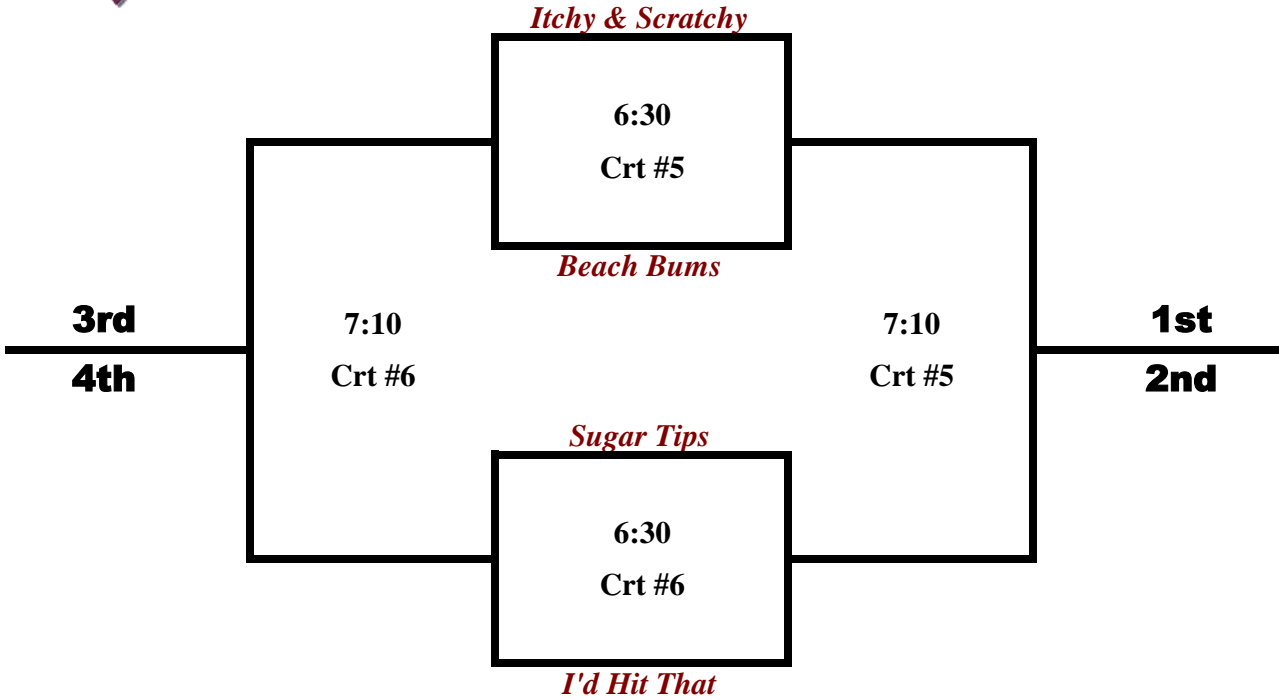 Itchy & Scratchy
6:30
Crt #5
Beach Bums
3rd
4th
7:10
Crt #6
7:10
Crt #5
1st
2nd
Sugar Tips
6:30
Crt #6
I'd Hit That